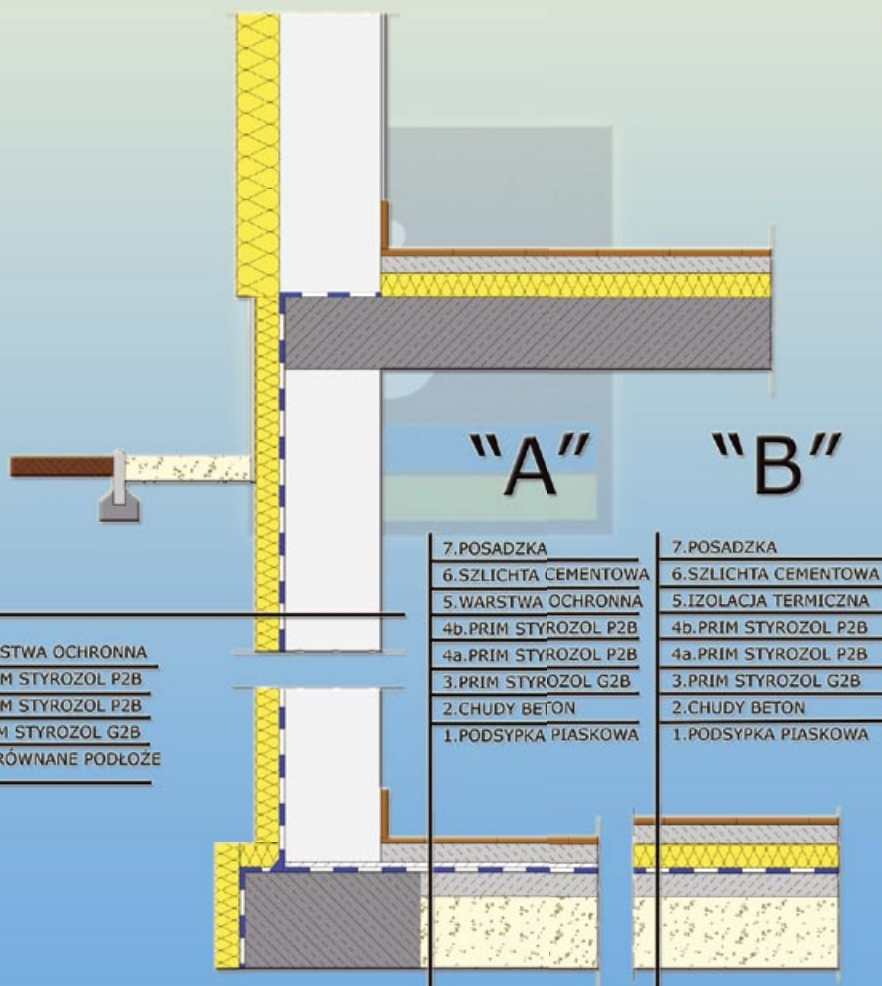 "A"
7.POSADZKA
6.SZLICHTA CEMENTOWA
5.WARSTWA OCHRONNA
4b.PRIM STYROZOL P2B
4a.PRIM STYROZOL P2B
3.PRIM STYROZOL G2B
2.CHUDY BETON
1.PODSYPKA PIASKOWA
"B"
7.POSADZKA
6.SZLICHTA CEMENTOWA
5.IZOLACJA TERMICZNA
4b.PRIM STYROZOL P2B
4a.PRIM STYROZOL P2B
3.PRIM STYROZOL G2B
2.CHUDY BETON
1.PODSYPKA PIASKOWA
STWA OCHRONNA
M STYROZOL P2B
M STYROZOL P2B
M STYROZOL G2B
RÓWNANE PODŁOŻE